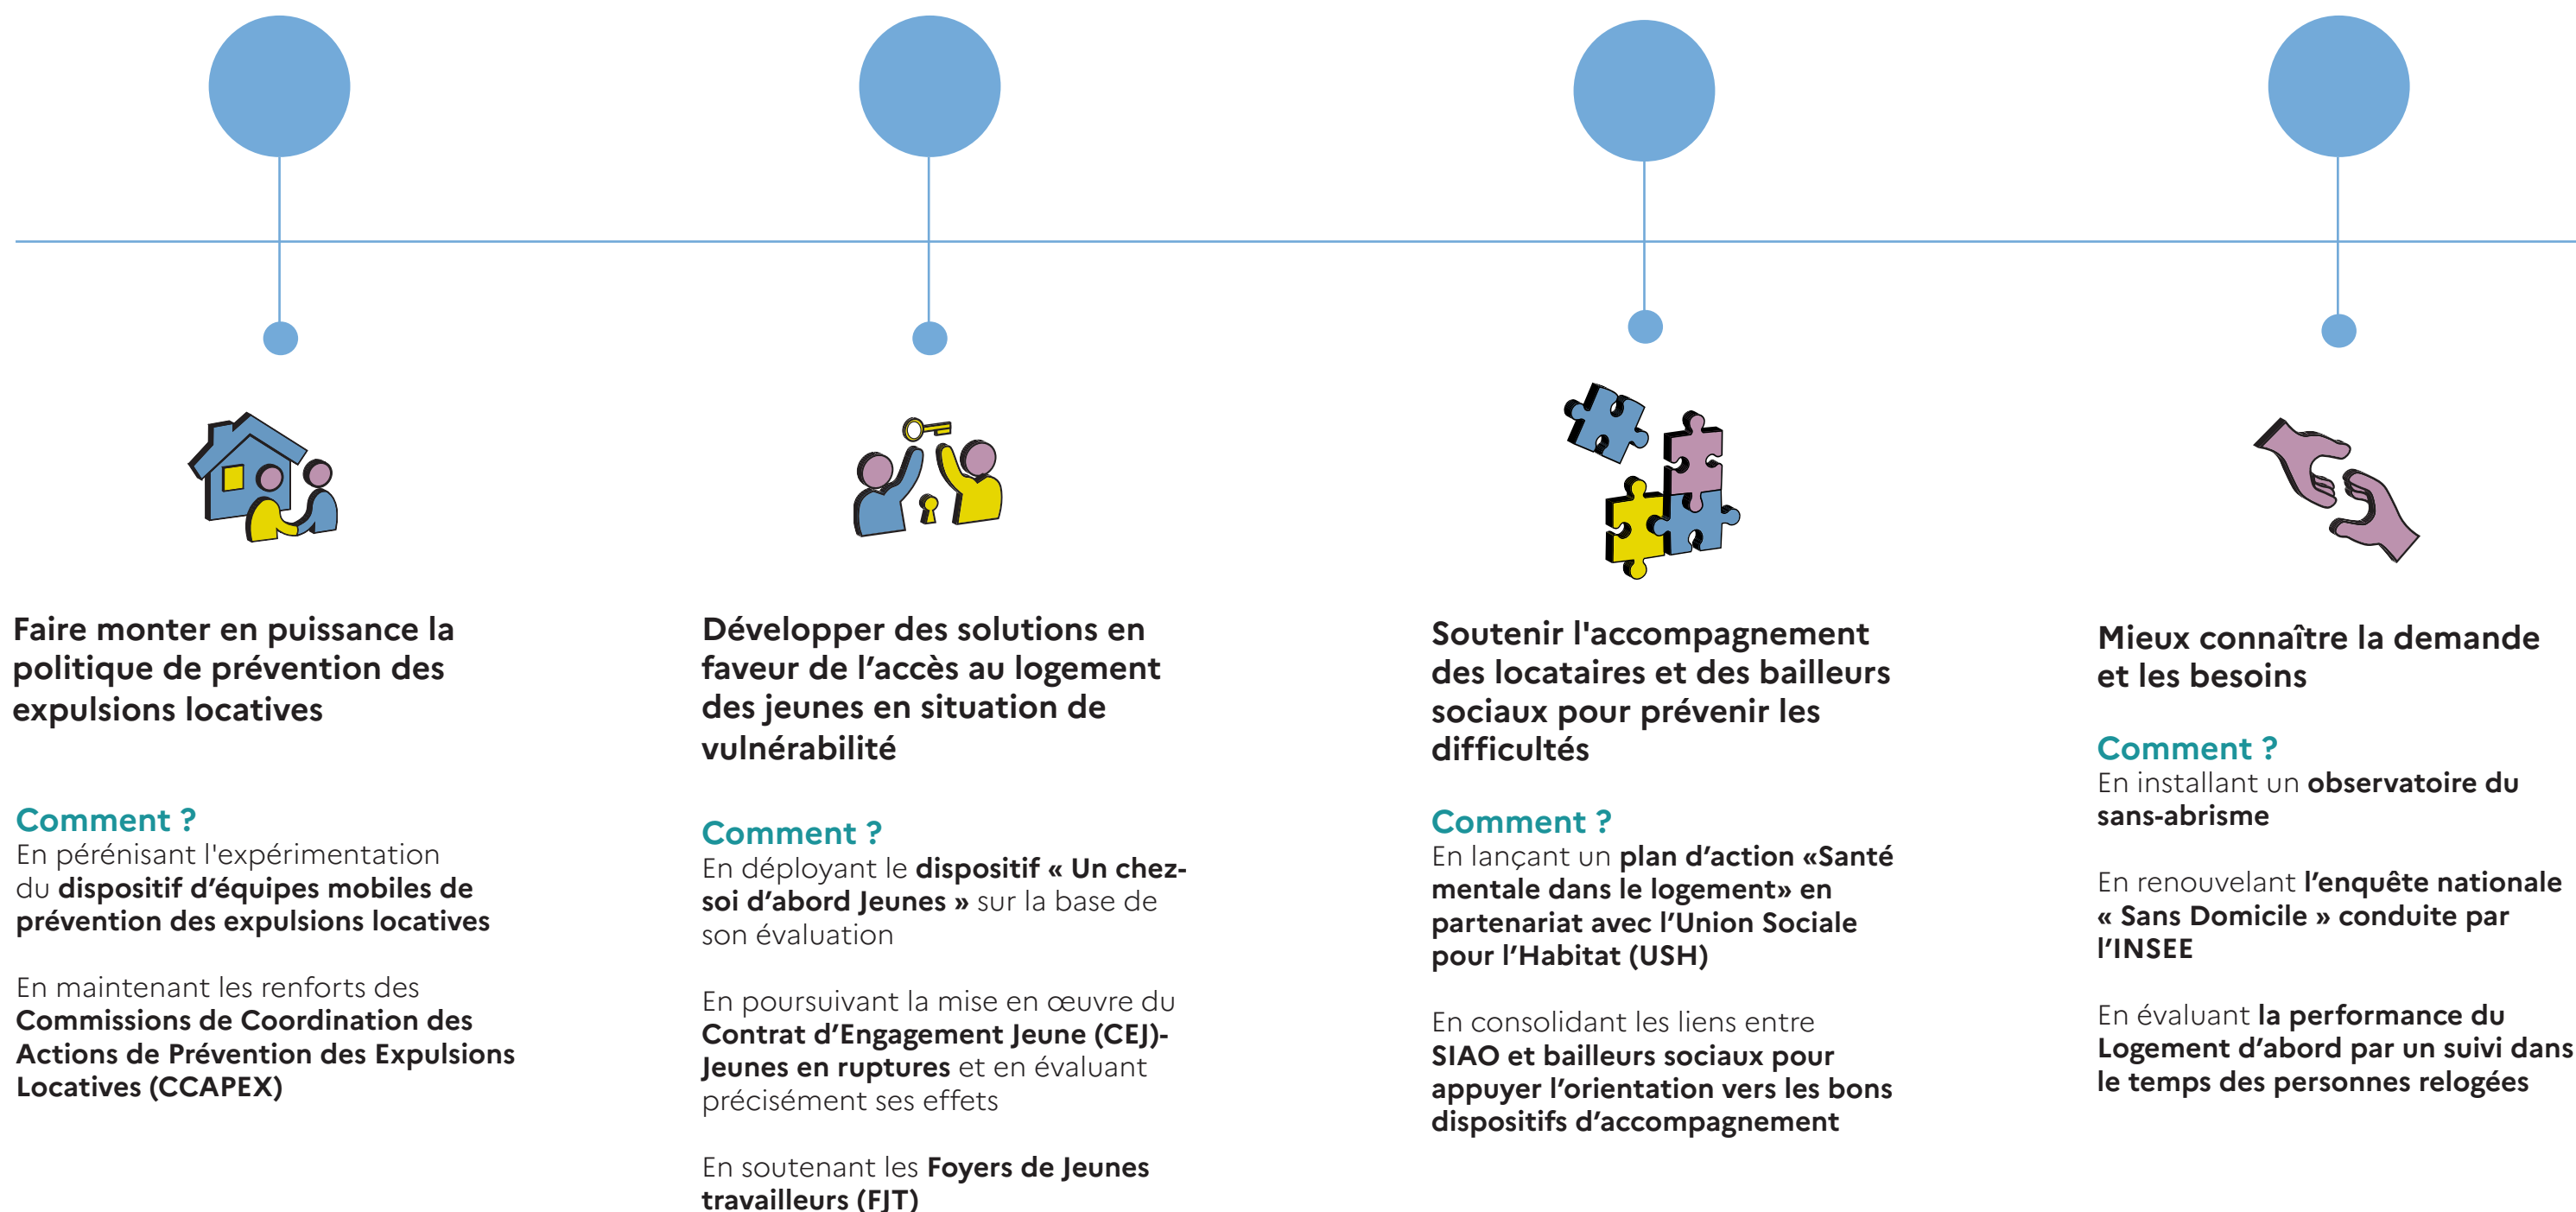 Faire monter en puissance la
politique de prévention des
expulsions locatives
Comment ?
En pérénisant l'expérimentation
du dispositif d’équipes mobiles de
prévention des expulsions locatives
En maintenant les renforts des
Commissions de Coordination des
Actions de Prévention des Expulsions
Locatives (CCAPEX)
Développer des solutions en
faveur de l’accès au logement
des jeunes en situation de
vulnérabilité
Comment ?
En déployant le dispositif « Un chez-
soi d’abord Jeunes » sur la base de
son évaluation
En poursuivant la mise en œuvre du
Contrat d’Engagement Jeune (CEJ)-
Jeunes en ruptures et en évaluant
précisément ses effets
En soutenant les Foyers de Jeunes
travailleurs (FJT)
Soutenir l'accompagnement
des locataires et des bailleurs
sociaux pour prévenir les
difficultés
Comment ?
En lançant un plan d’action «Santé
mentale dans le logement» en
partenariat avec l’Union Sociale
pour l’Habitat (USH)
En consolidant les liens entre
SIAO et bailleurs sociaux pour
appuyer l’orientation vers les bons
dispositifs d’accompagnement
Mieux connaître la demande
et les besoins
Comment ?
En installant un observatoire du
sans-abrisme
En renouvelant l’enquête nationale
« Sans Domicile » conduite par
l’INSEE
En évaluant la performance du
Logement d’abord par un suivi dans
le temps des personnes relogées